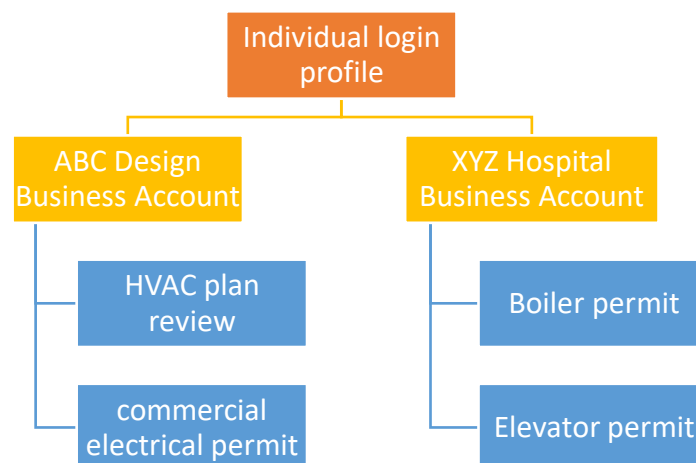 Individual login
profile
ABC Design
Business Account
XYZ Hospital
Business Account
HVAC plan
review
Boiler permit
commercial
electrical permit
Elevator permit